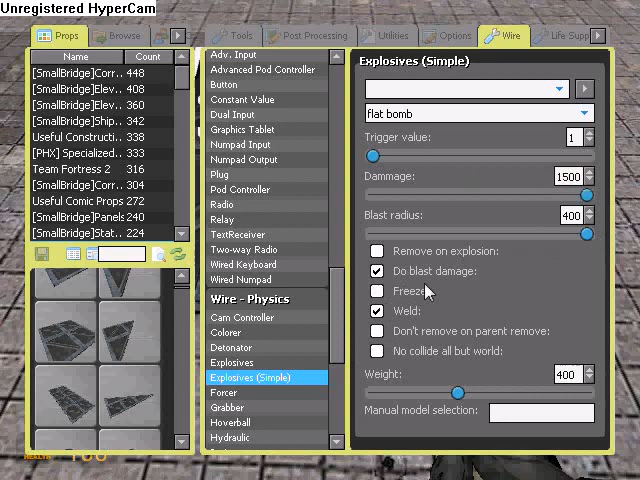 Unregistered HyperCam
Props
Browse
Name Count
[SmallBridge]Corr.. 448
[SmallBridge]Elev.. 408
[SmallBridge]Elev.. 360
[SmallBridge]Ship.. 342
Useful Constructi.. 338
[PHX] Specialized.. 333
Team Fortress 2 316
[SmallBridge]Corr.. 304
Useful Comic Props 272
[SmallBridge]Panels 240
[SmallBridge]Stat.. 224
Tools
Post Processing
Utilities
Options
Wire
Life Supp
Adv. Input
Advanced Pod Controller
Button
Constant Value
Dual Input
Graphics Tablet
Numpad Input
Numpad Output
Plug
Pod Controller
Radio
Relay
TextReceiver
Two-way Radio
Wired Keyboard
Wired Numpad
Wire - Physics
Cam Controller
Colorer
Detonator
Explosives
Explosives (Simple)
Forcer
Grabber
Hoverball
Hydraulic
Explosives (Simple)
flat bomb
Trigger value: 1
Dammage: 1500
Blast radius: 400
Remove on explosion:
Do blast damage:
Freeze
Weld:
Don't remove on parent remove:
No collide all but world:
Weight: 400
Manual model selection:
HEALTH